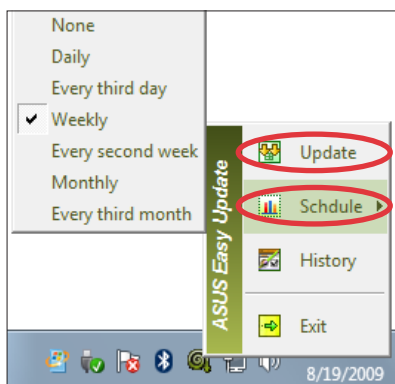 None
Daily
Every third day
Weekly
Every second week
Monthly
Every third month
ASUS Easy Update
Update
Schdule
History
Exit
8/19/2009